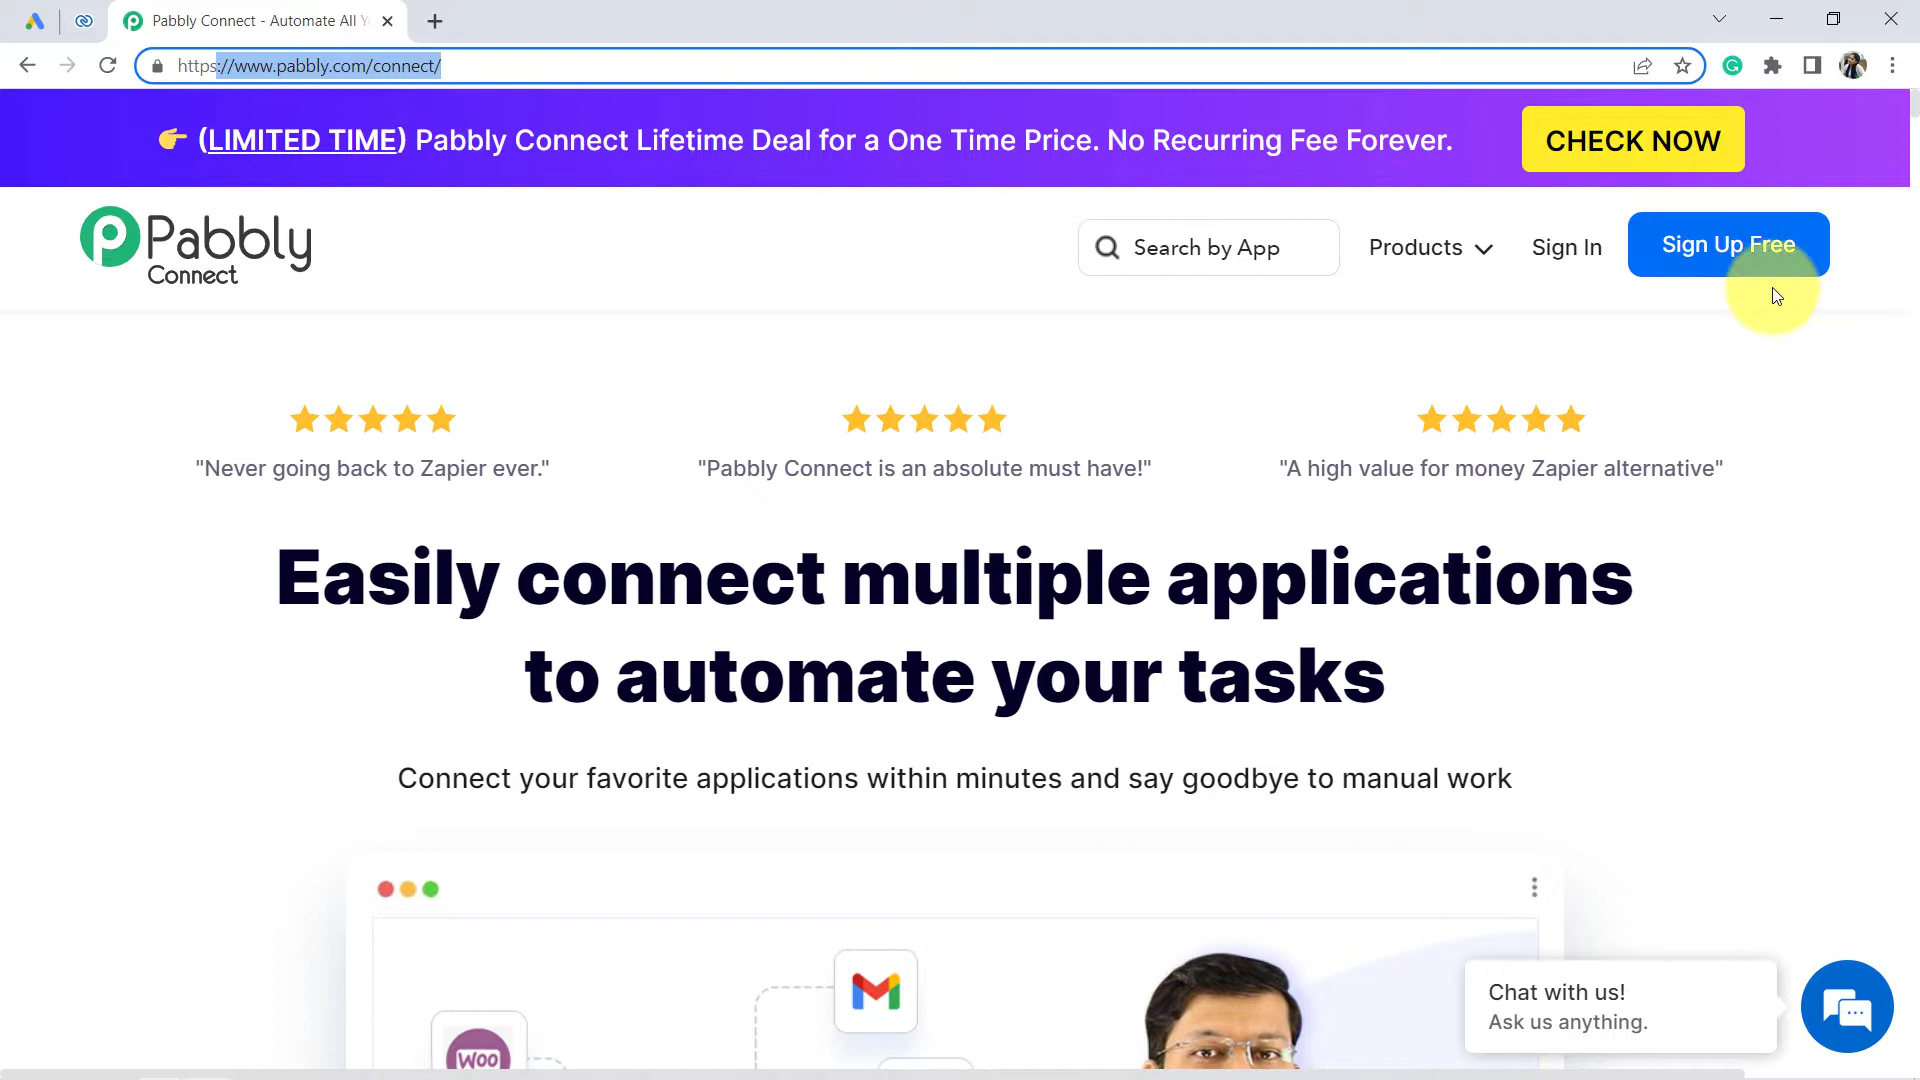 Pabbly Connect - Automate All Y
https://www.pabbly.com/connect/
(LIMITED TIME) Pabbly Connect Lifetime Deal for a One Time Price. No Recurring Fee Forever.
CHECK NOW
Pabbly
Connect
Search by App
Products
Sign In
Sign Up Free
"Never going back to Zapier ever."
"Pabbly Connect is an absolute must have!"
"A high value for money Zapier alternative"
Easily connect multiple applications
to automate your tasks
Connect your favorite applications within minutes and say goodbye to manual work
WOO
Chat with us!
Ask us anything.